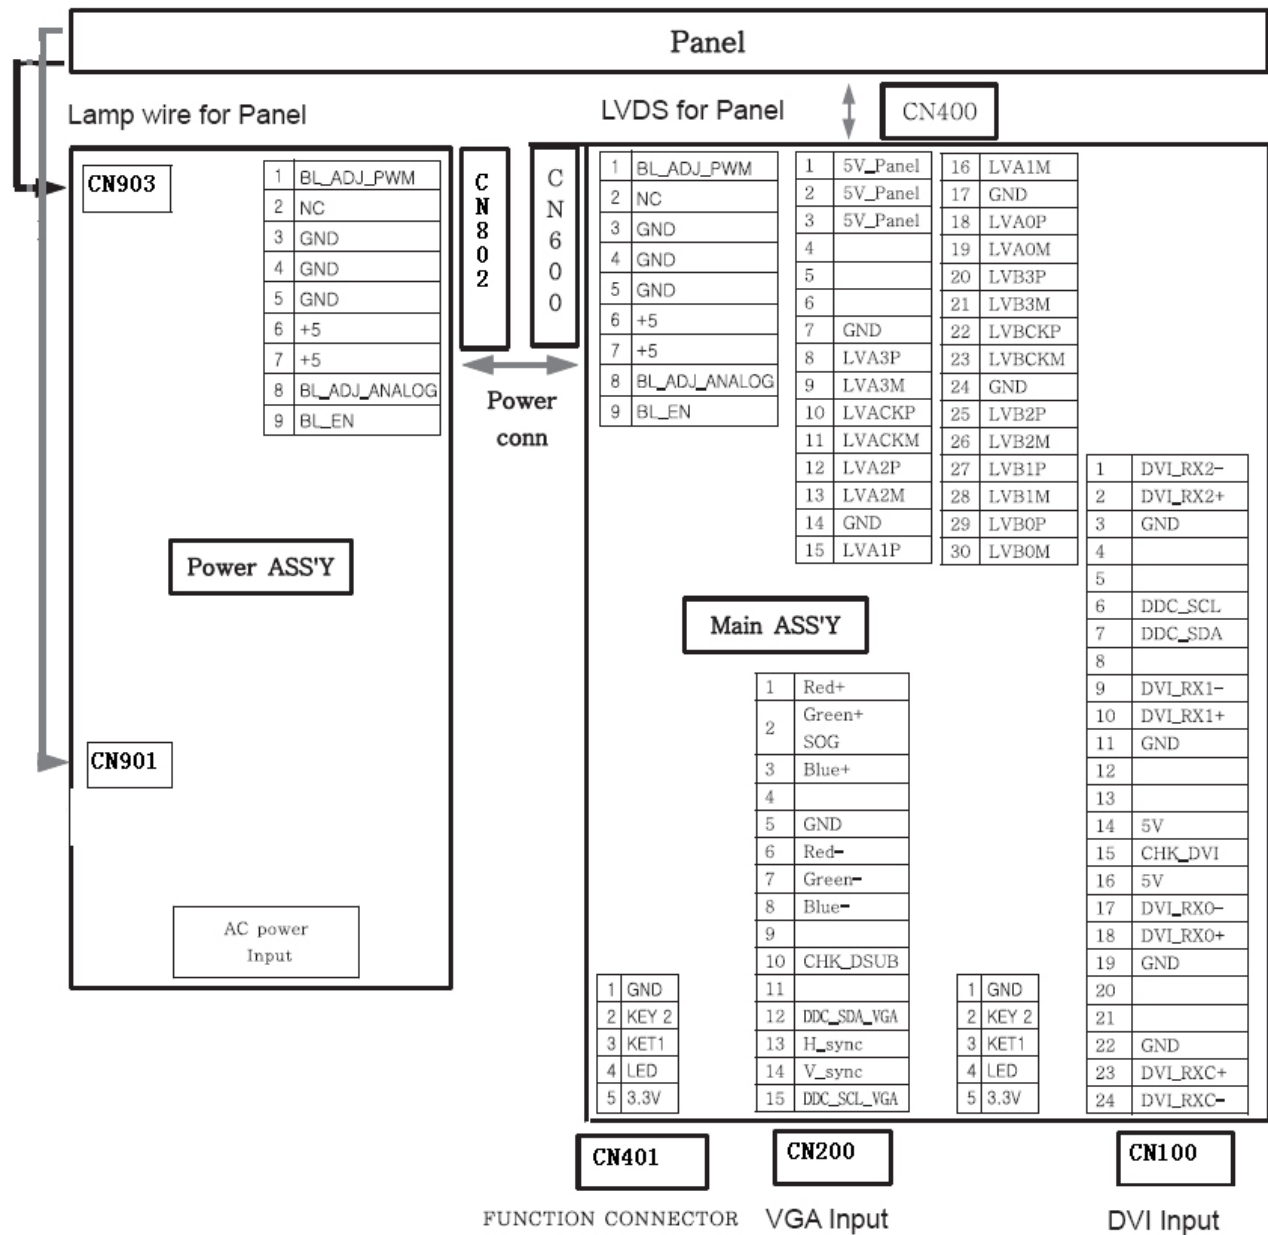 Panel
Lamp wire for Panel
LVDS for Panel
CN400
CN903
1 BL_ADJ_PWM
2 NC
3 GND
4 GND
5 GND
6 +5
7 +5
8 BL_ADJ_ANALOG
9 BL_EN
CN802
CN600
Power
conn
1 BL_ADJ_PWM
2 NC
3 GND
4 GND
5 GND
6 +5
7 +5
8 BL_ADJ_ANALOG
9 BL_EN
1 5V_Panel
2 5V_Panel
3 5V_Panel
4
5
6
7 GND
8 LVA3P
9 LVA3M
10 LVACKP
11 LVACKM
12 LVA2P
13 LVA2M
14 GND
15 LVA1P
16 LVA1M
17 GND
18 LVA0P
19 LVA0M
20 LVB3P
21 LVB3M
22 LVBCKP
23 LVBCKM
24 GND
25 LVB2P
26 LVB2M
27 LVB1P
28 LVB1M
29 LVB0P
30 LVB0M
Power ASS'Y
CN901
AC power
Input
Main ASS'Y
1 GND
2 KEY 2
3 KET1
4 LED
5 3.3V
1 Red+
2 Green+
SOG
3 Blue+
4
5 GND
6 Red-
7 Green-
8 Blue-
9
10 CHK_DSUB
11
12 DDC_SDA_VGA
13 H_sync
14 V_sync
15 DDC_SCL_VGA
1 GND
2 KEY 2
3 KET1
4 LED
5 3.3V
1 DVI_RX2-
2 DVI_RX2+
3 GND
4
5
6 DDC_SCL
7 DDC_SDA
8
9 DVI_RX1-
10 DVI_RX1+
11 GND
12
13
14 5V
15 CHK_DVI
16 5V
17 DVI_RX0-
18 DVI_RX0+
19 GND
20
21
22 GND
23 DVI_RXC+
24 DVI_RXC-
CN401
FUNCTION CONNECTOR
CN200
VGA Input
CN100
DVI Input